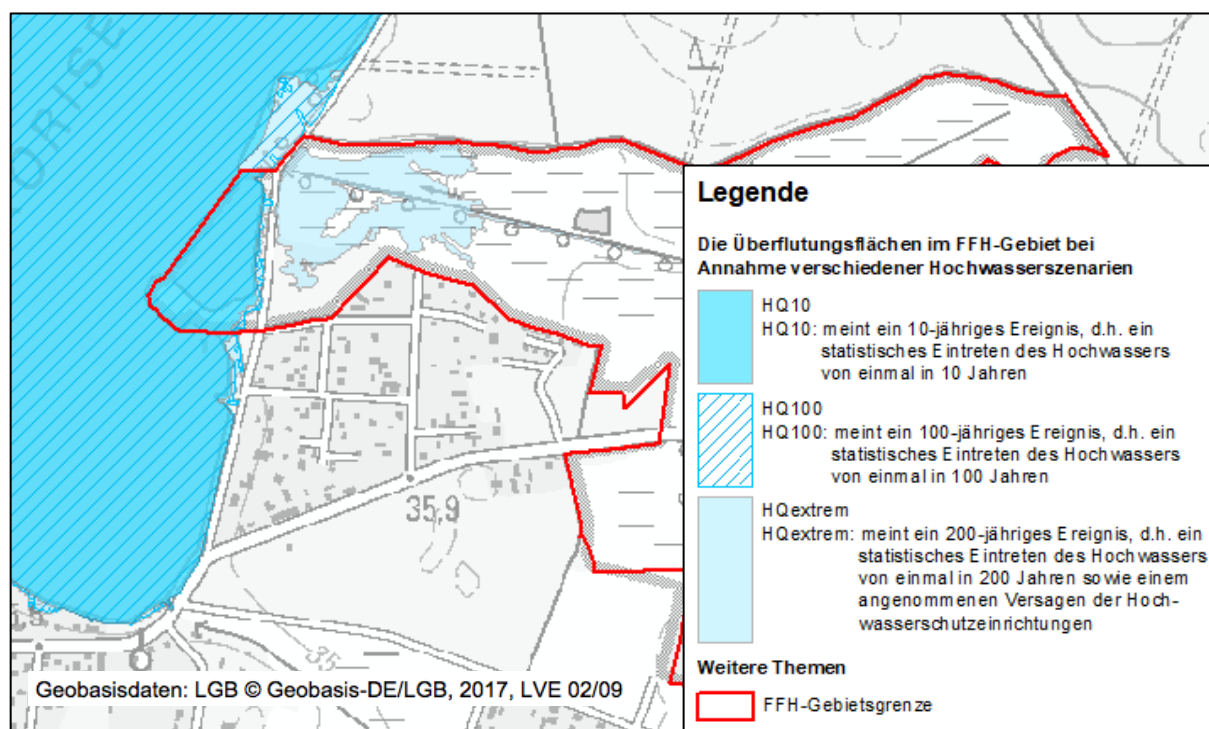 ORISE
35,9
35
Geobasisdaten: LGB © Geobasis-DE/LGB, 2017, LVE 02/09
Legende
Die Überflutungsflächen im FFH-Gebiet bei
Annahme verschiedener Hochwasserszenarien
HQ10
HQ10: meint ein 10-jähriges Ereignis, d.h. ein
statistisches Eintreten des Hochwassers
von einmal in 10 Jahren
HQ100
HQ100: meint ein 100-jähriges Ereignis, d.h. ein
statistisches Eintreten des Hochwassers
von einmal in 100 Jahren
HQextrem
HQextrem: meint ein 200-jähriges Ereignis, d.h. ein
statistisches Eintreten des Hochwassers
von einmal in 200 Jahren sowie einem
angenommenen Versagen der Hoch-
wasserschutzeinrichtungen
Weitere Themen
FFH-Gebietsgrenze